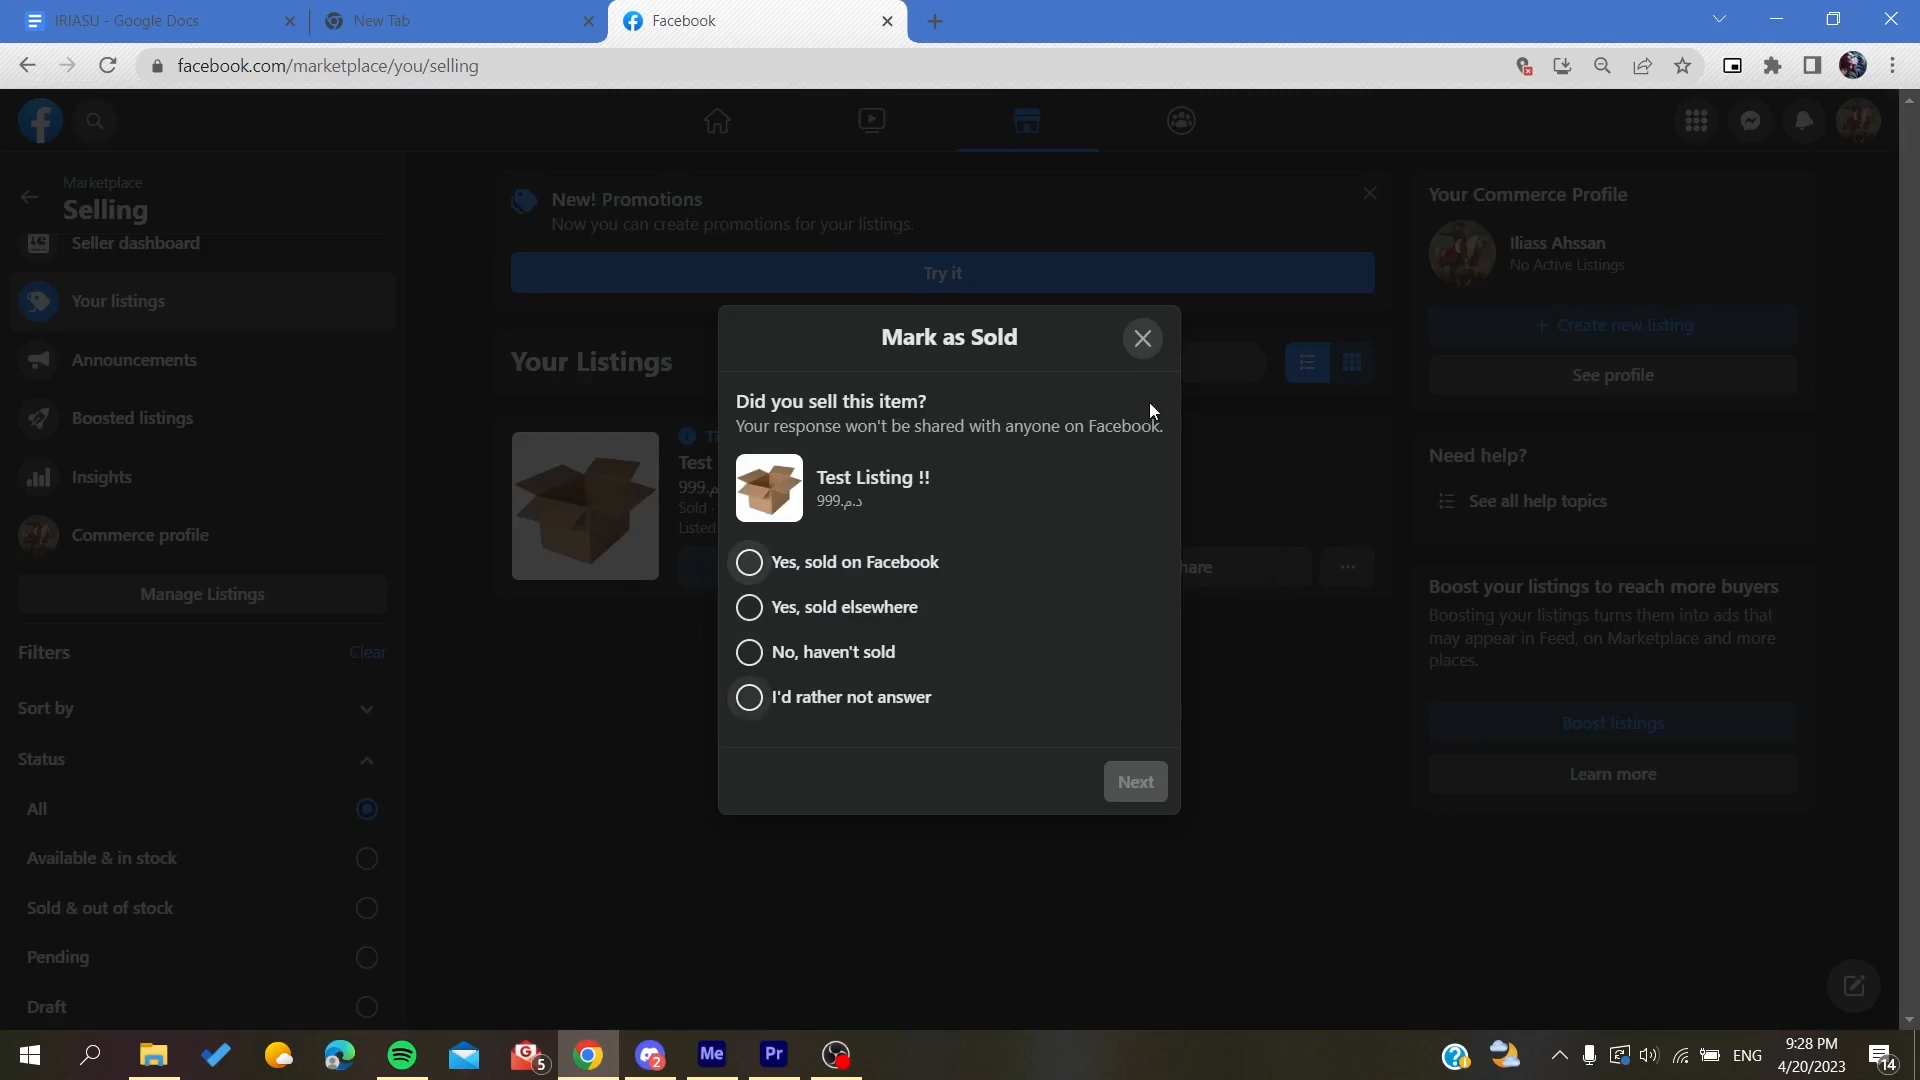 IRIASU - Google Docs
New Tab
Facebook
facebook.com/marketplace/you/selling
Marketplace
Selling
Seller dashboard
Your listings
Announcements
Boosted listings
Insights
Commerce profile
Manage Listings
Filters
Clear
Sort by
Status
All
Available & in stock
Sold & out of stock
Pending
Draft
New! Promotions
Now you can create promotions for your listings.
Try it
Your Listings
Test
999.د.م
Sold
Listed
Mark as Sold
Did you sell this item?
Your response won't be shared with anyone on Facebook.
Test Listing !!
999.د.م
Yes, sold on Facebook
Yes, sold elsewhere
No, haven't sold
I'd rather not answer
Next
Your Commerce Profile
Iliass Ahssan
No Active Listings
+ Create new listing
See profile
Need help?
See all help topics
Boost your listings to reach more buyers
Boosting your listings turns them into ads that
may appear in Feed, on Marketplace and more
places.
Boost listings
Learn more
5
2
Me
Pr
ENG
9:28 PM
4/20/2023
14